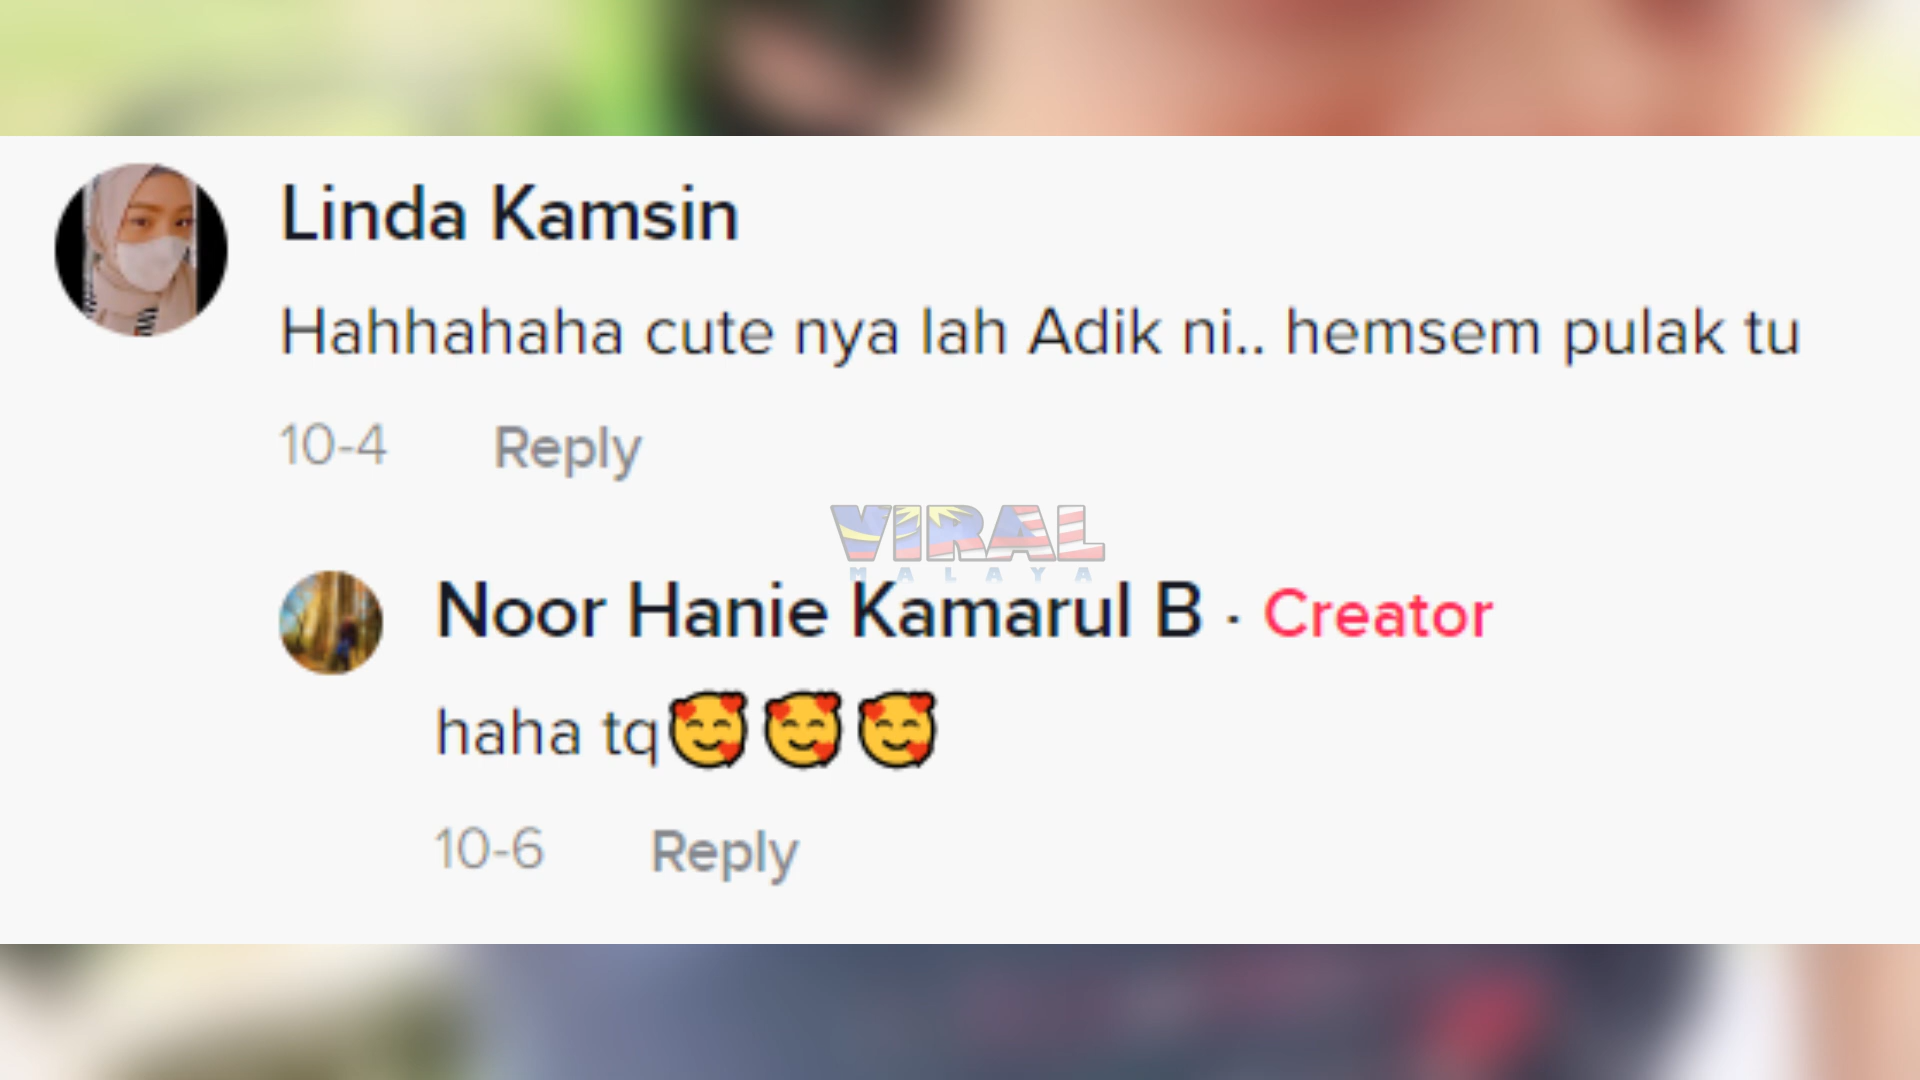 Linda Kamsin
Hahhahaha cute nya lah Adik ni.. hemsem pulak tu
10-4 Reply
VIRAL
MALAYA
Noor Hanie Kamarul B · Creator
haha tq🥰🥰🥰
10-6 Reply